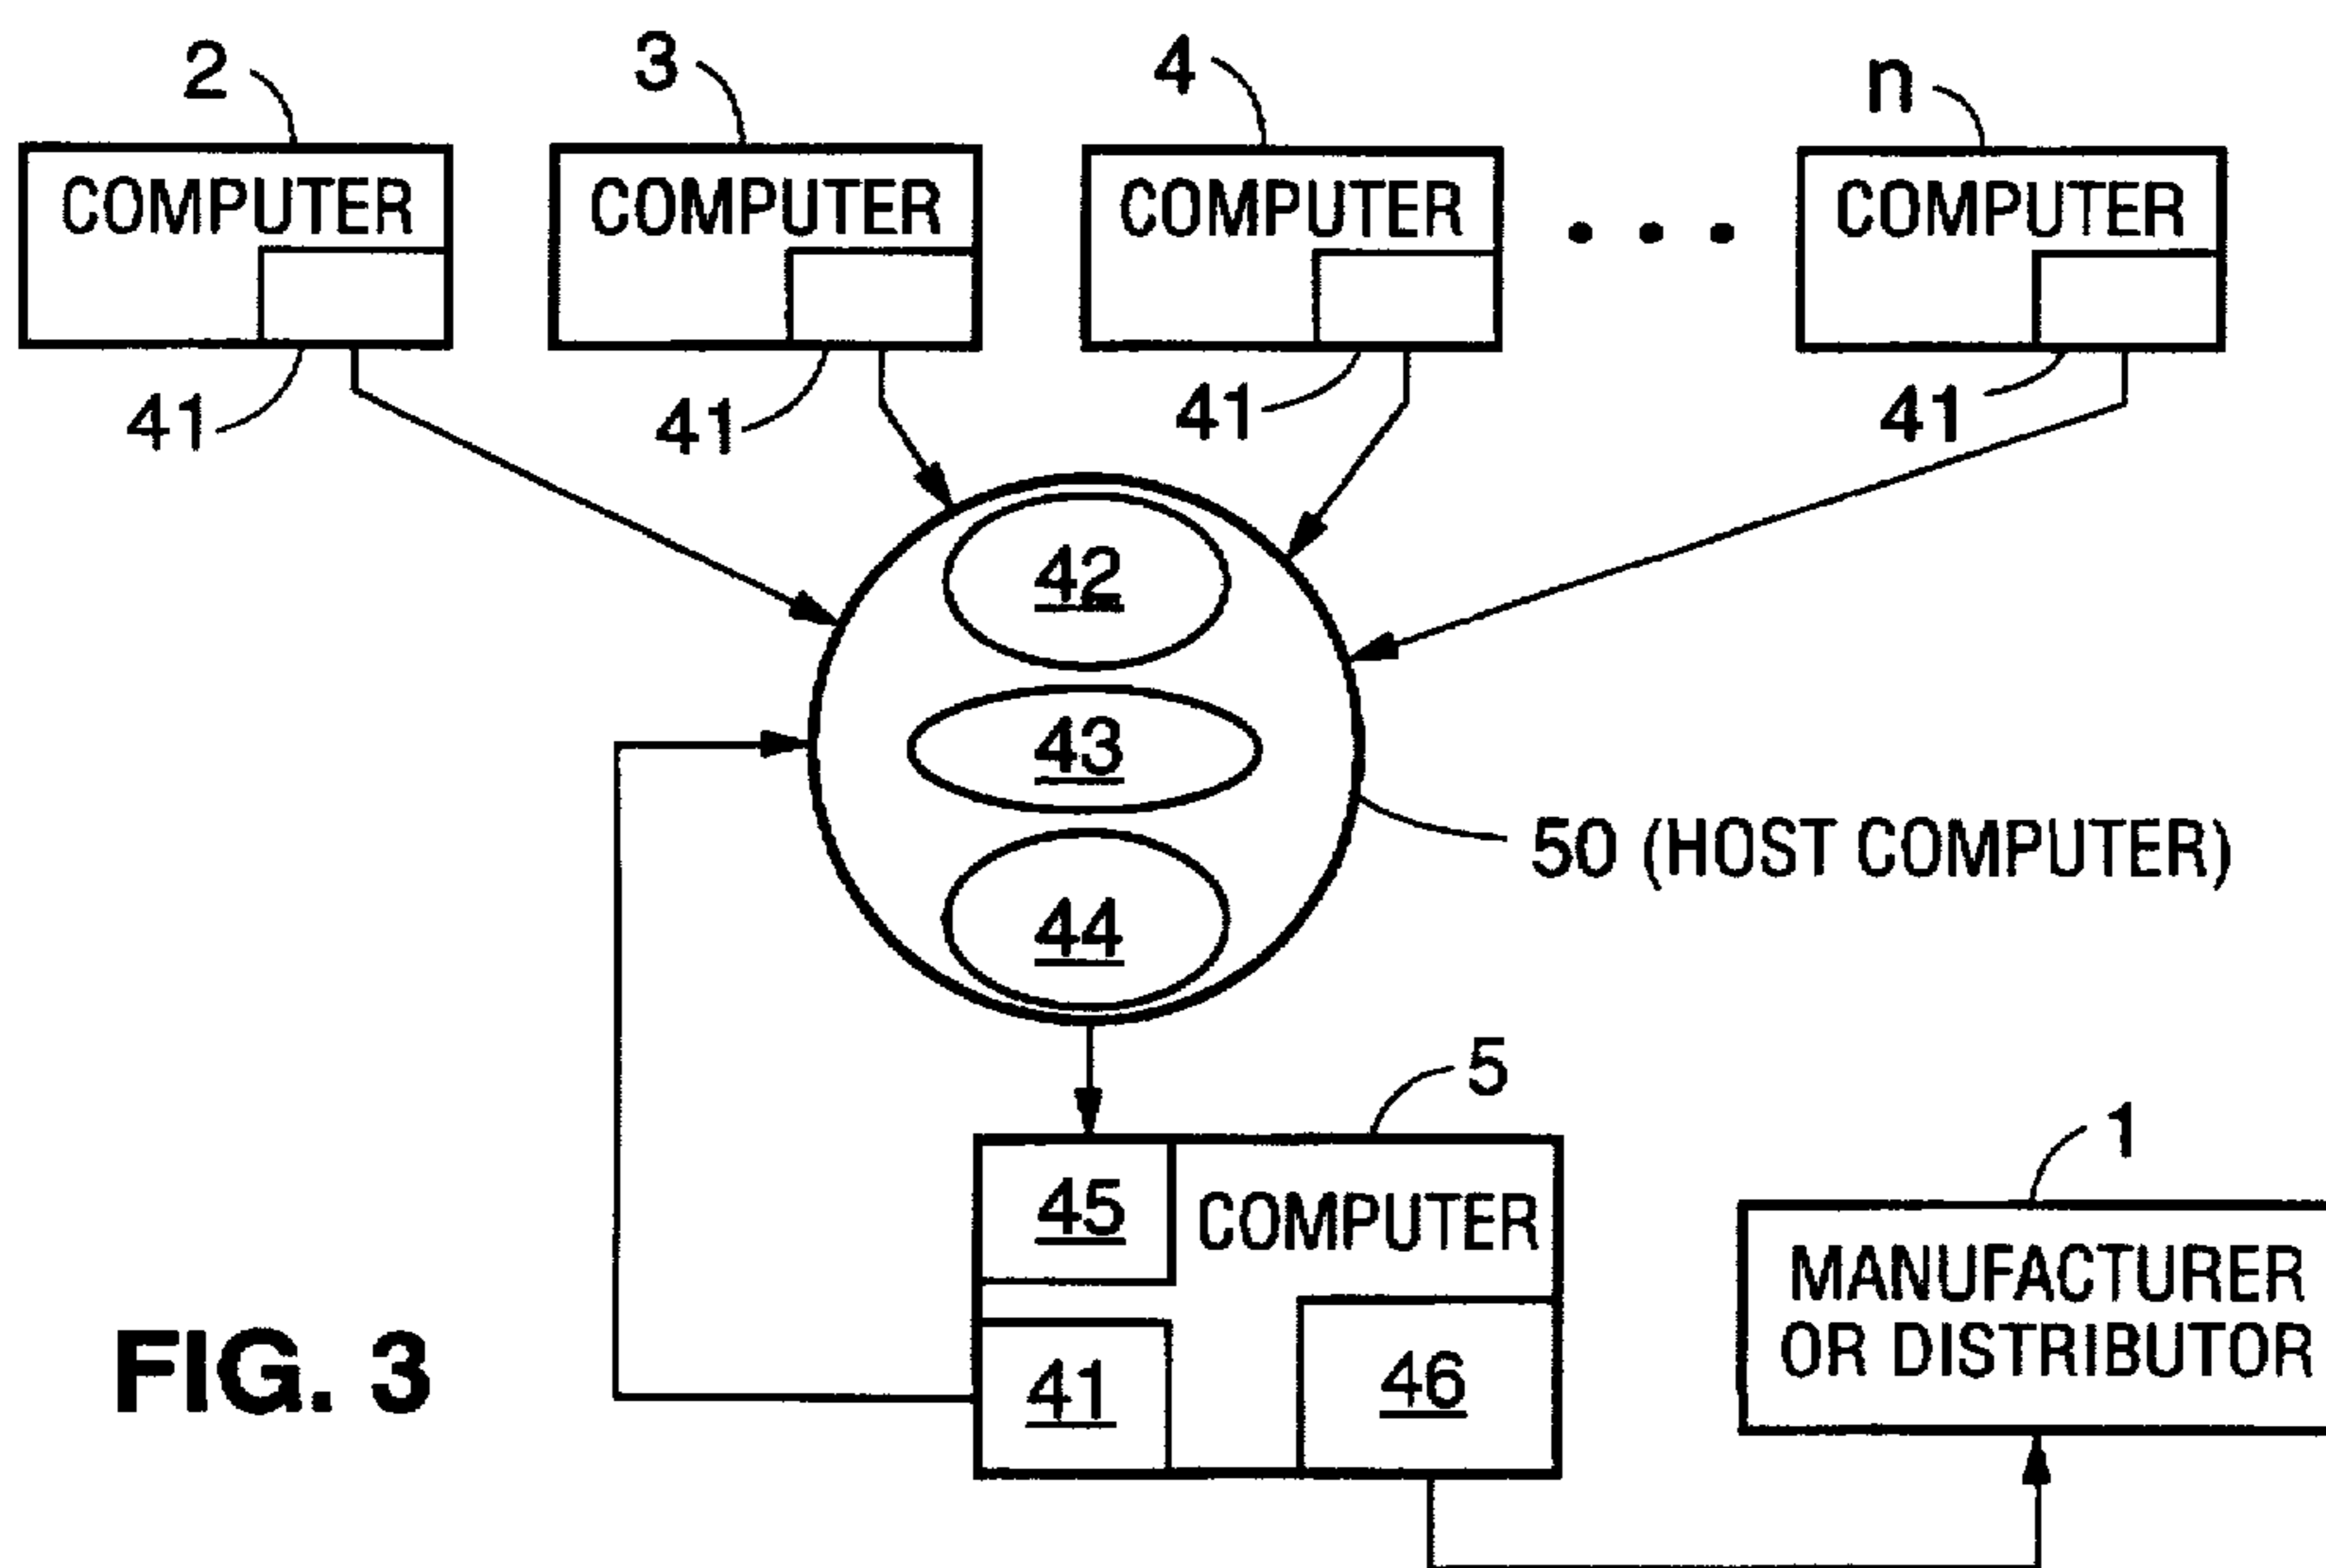 2
3
4
n
COMPUTER
COMPUTER
COMPUTER
COMPUTER
41
41
41
41
42
43
44
50 (HOST COMPUTER)
5
1
45
COMPUTER
MANUFACTURER
OR DISTRIBUTOR
41
46
FIG. 3